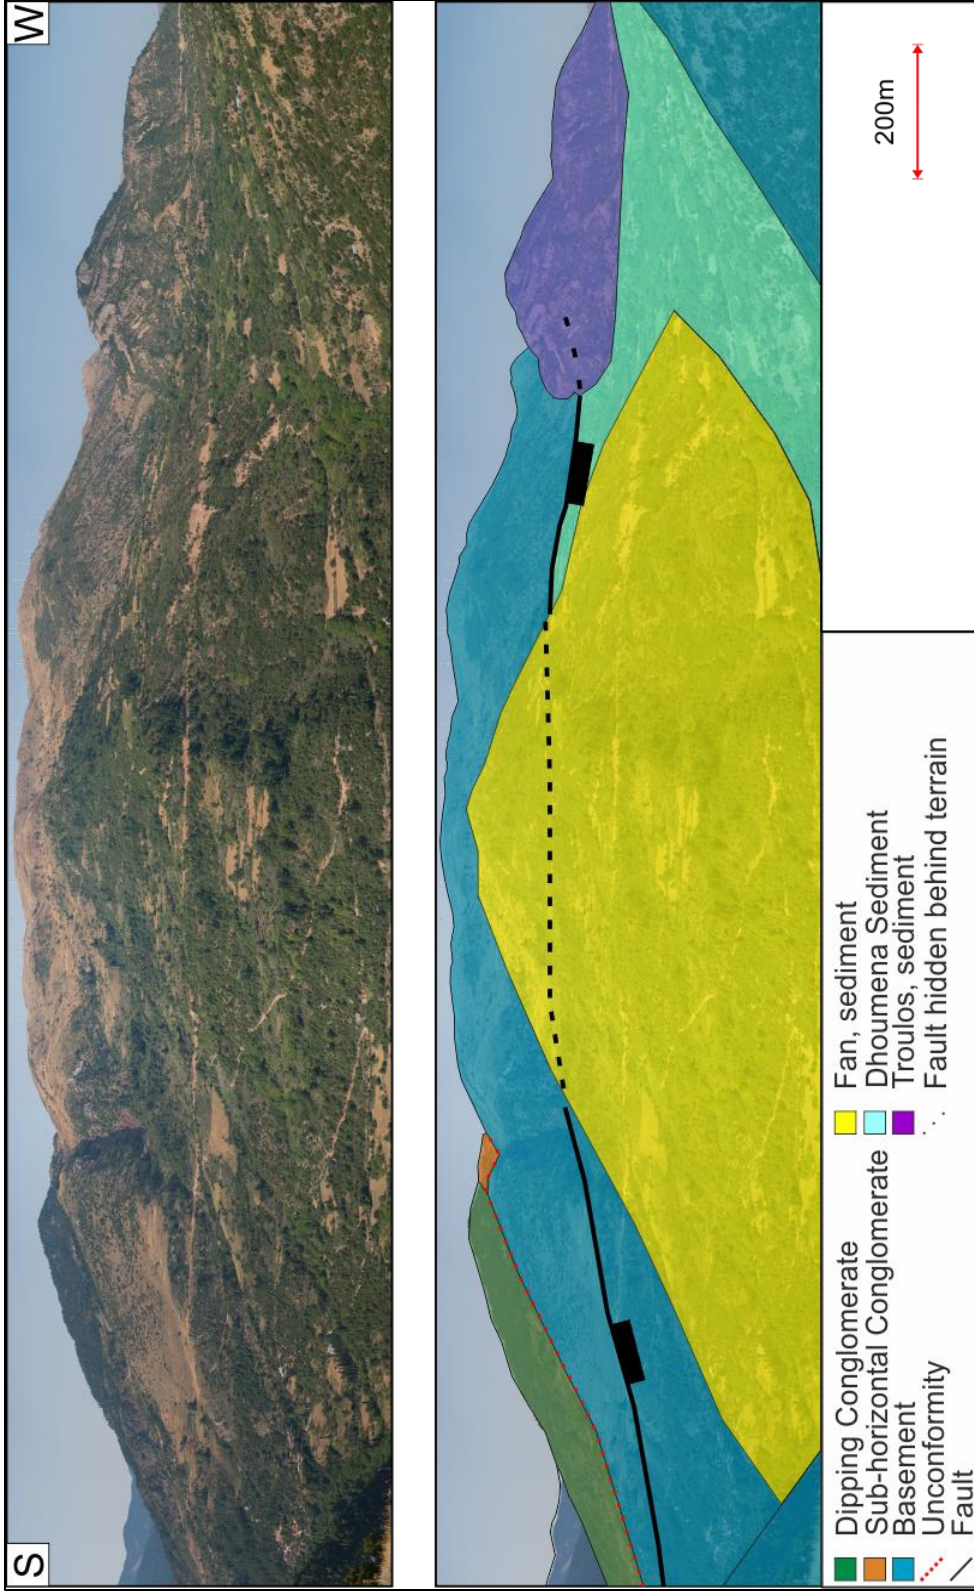 S
W
Dipping Conglomerate
Sub-horizontal Conglomerate
Basement
Unconformity
Fault
Fan, sediment
Dhoumena Sediment
Troulos, sediment
Fault hidden behind terrain
200m